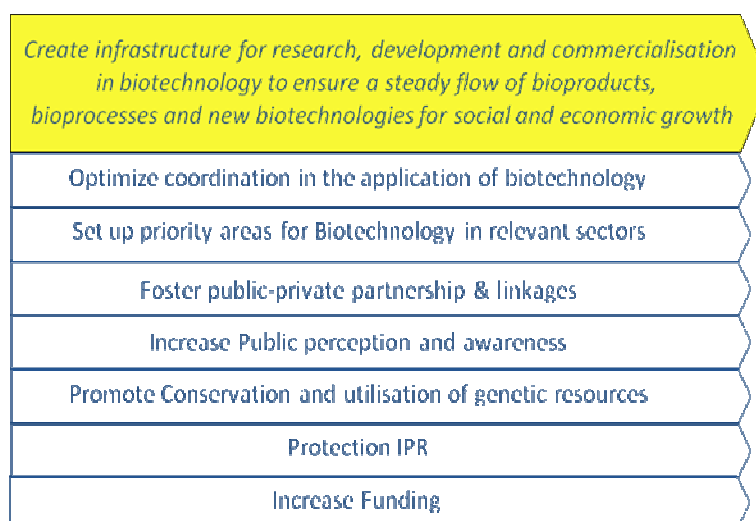 Create infrastructure for research, development and commercialisation
in biotechnology to ensure a steady flow of bioproducts,
bioprocesses and new biotechnologies for social and economic growth
Optimize coordination in the application of biotechnology
Set up priority areas for Biotechnology in relevant sectors
Foster public-private partnership & linkages
Increase Public perception and awareness
Promote Conservation and utilisation of genetic resources
Protection IPR
Increase Funding